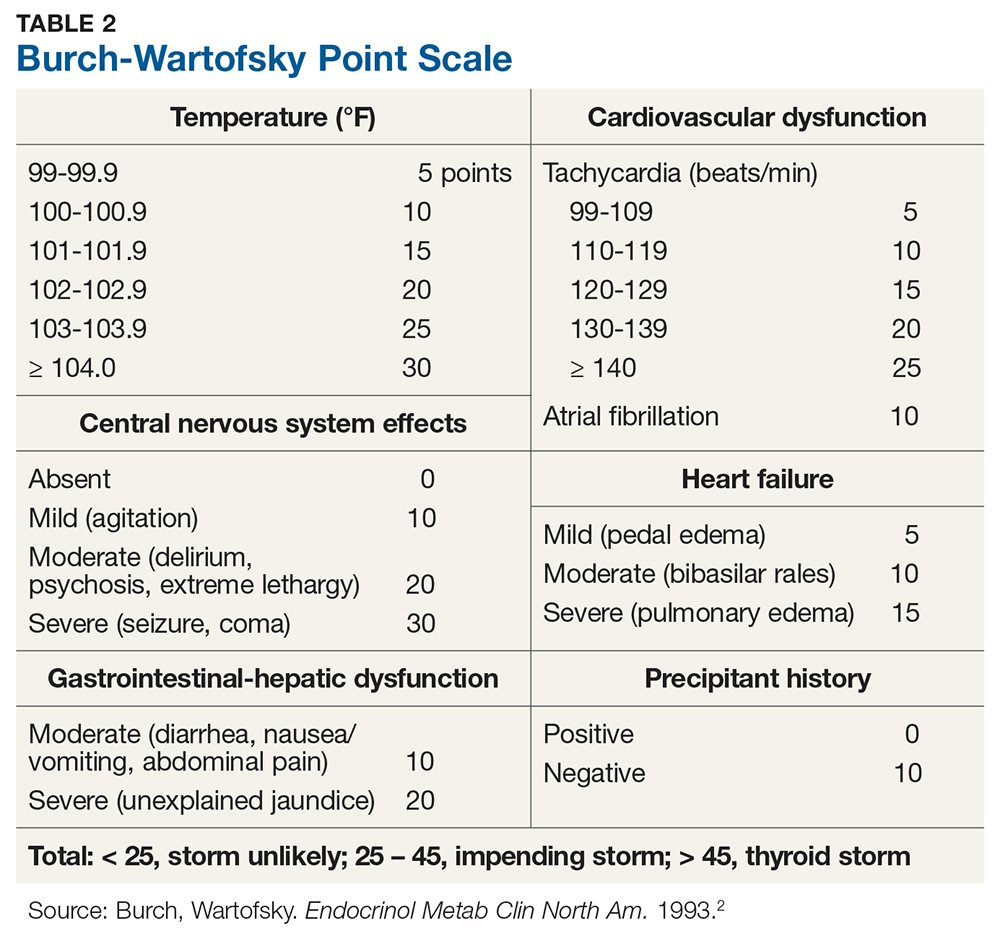 TABLE 2
Burch-Wartofsky Point Scale
Temperature (°F)
99-99.9 5 points
100-100.9 10
101-101.9 15
102-102.9 20
103-103.9 25
≥ 104.0 30
Central nervous system effects
Absent 0
Mild (agitation) 10
Moderate (delirium,
psychosis, extreme lethargy) 20
Severe (seizure, coma) 30
Gastrointestinal-hepatic dysfunction
Moderate (diarrhea, nausea/
vomiting, abdominal pain) 10
Severe (unexplained jaundice) 20
Cardiovascular dysfunction
Tachycardia (beats/min)
99-109 5
110-119 10
120-129 15
130-139 20
≥ 140 25
Atrial fibrillation 10
Heart failure
Mild (pedal edema) 5
Moderate (bibasilar rales) 10
Severe (pulmonary edema) 15
Precipitant history
Positive 0
Negative 10
Total: < 25, storm unlikely; 25 – 45, impending storm; > 45, thyroid storm
Source: Burch, Wartofsky. Endocrinol Metab Clin North Am. 1993.²